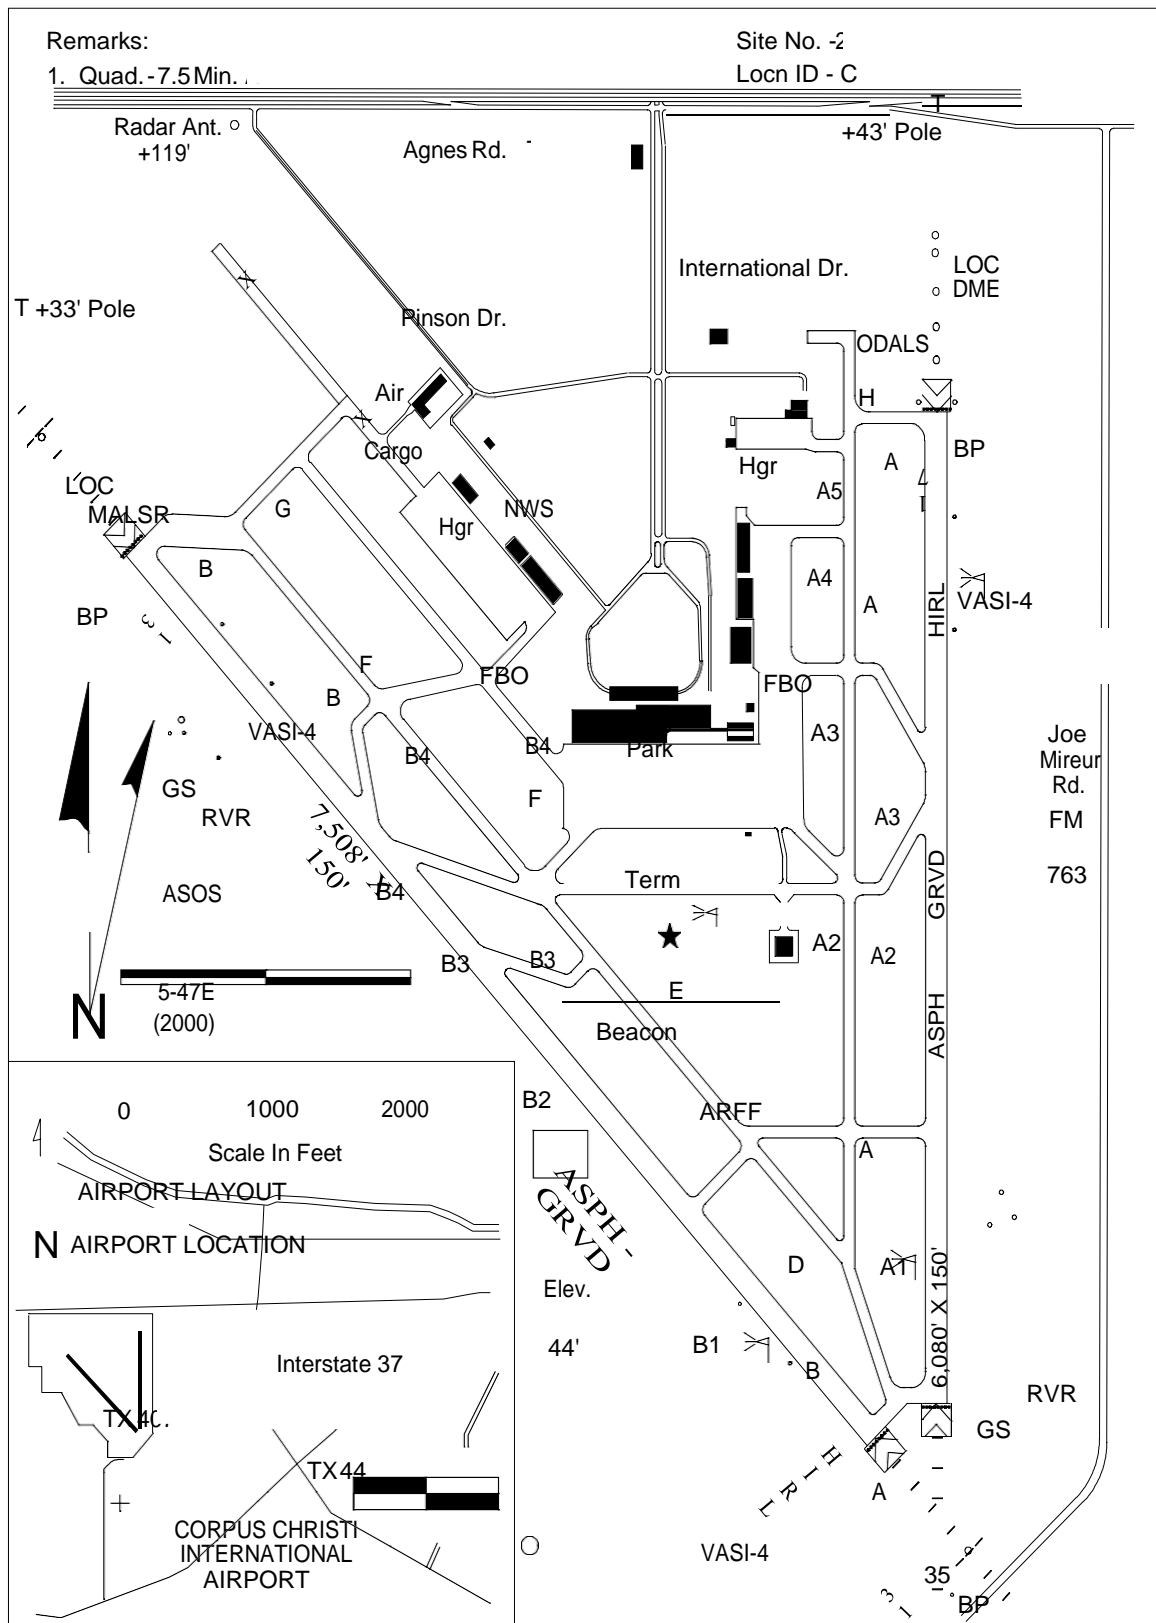 Remarks:
Site No. -2
1. Quad. - 7.5 Min.
Locn ID - C
T
Radar Ant.
+119'
Agnes Rd.
+43' Pole
International Dr.
LOC
DME
X
T +33' Pole
Pinson Dr.
ODALS
Air
H
X
Cargo
BP
Hgr
A
LOC
A5
MALSR
G
Hgr
NWS
B
A4
A
VASI-4
BP
31
HIRL
F
FBO
FBO
B
VASI-4
B4
B4
Park
A3
Joe
Mireur
Rd.
GS
RVR
F
A3
FM
7,508' X
150'
Term
763
ASOS
B4
GRVD
B3
B3
A2
A2
5-47E
E
N
(2000)
Beacon
ASPH
B2
ARFF
0 1000 2000
Scale In Feet
A
AIRPORT LAYOUT
ASPH -
GRVD
N AIRPORT LOCATION
D
A1
Elev.
44'
B1
B
6,080' X 150'
Interstate 37
RVR
TX 40
GS
TX 44
HIRL
A
CORPUS CHRISTI
INTERNATIONAL
AIRPORT
VASI-4
35
31
BP